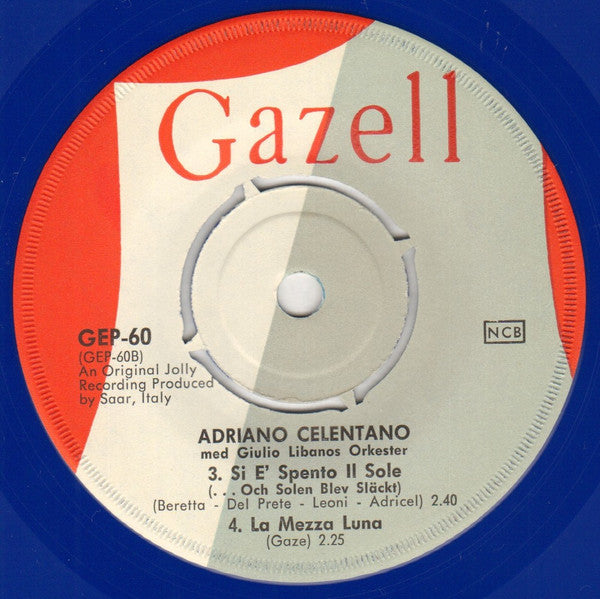 Gazell
GEP-60
(GEP-60B)
An Original Jolly
Recording Produced
by Saar, Italy
NCB
ADRIANO CELENTANO
med Giulio Libanos Orkester
3. Si E' Spento Il Sole
(. . . Och Solen Blev Släckt)
(Beretta - Del Prete - Leoni - Adricel) 2.40
4. La Mezza Luna
(Gaze) 2.25